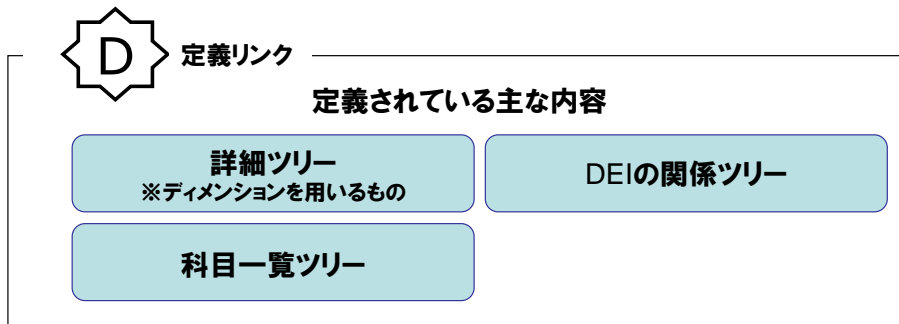 D
定義リンク
定義されている主な内容
詳細ツリー
※ディメンションを用いるもの
DEIの関係ツリー
科目一覧ツリー